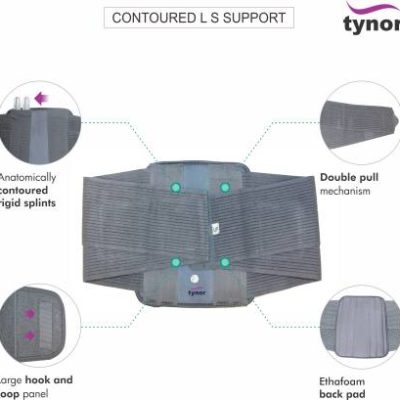 CONTOURED L S SUPPORT
tynor
Anatomically
contoured
rigid splints
Double pull
mechanism
tynor
Large hook and
loop panel
Ethafoam
back pad